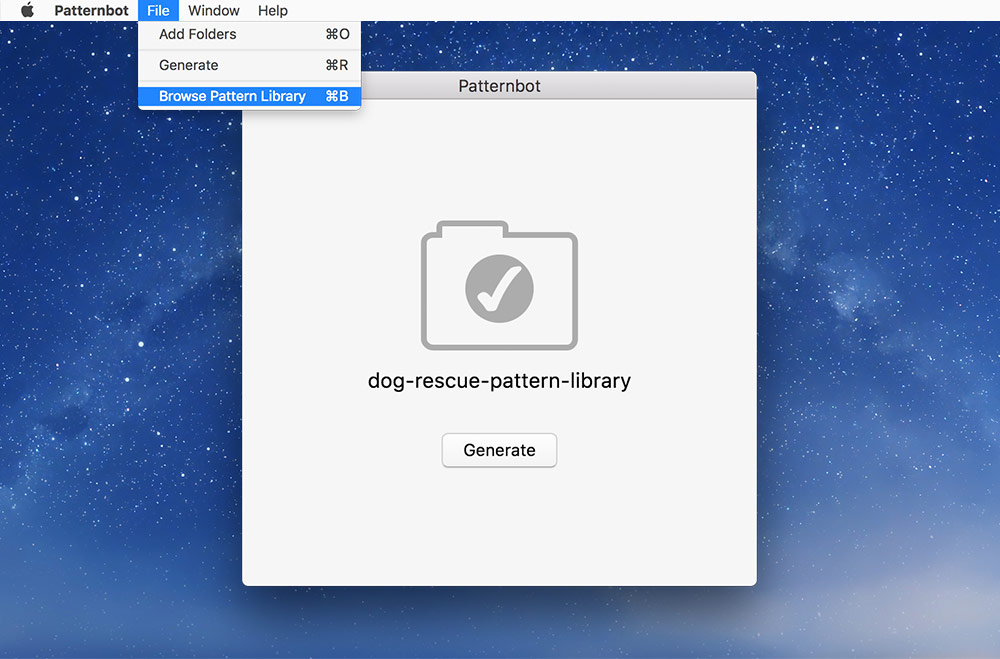 Patternbot File Window Help
Add Folders ⌘O
Generate ⌘R
Browse Pattern Library ⌘B
Patternbot
dog-rescue-pattern-library
Generate